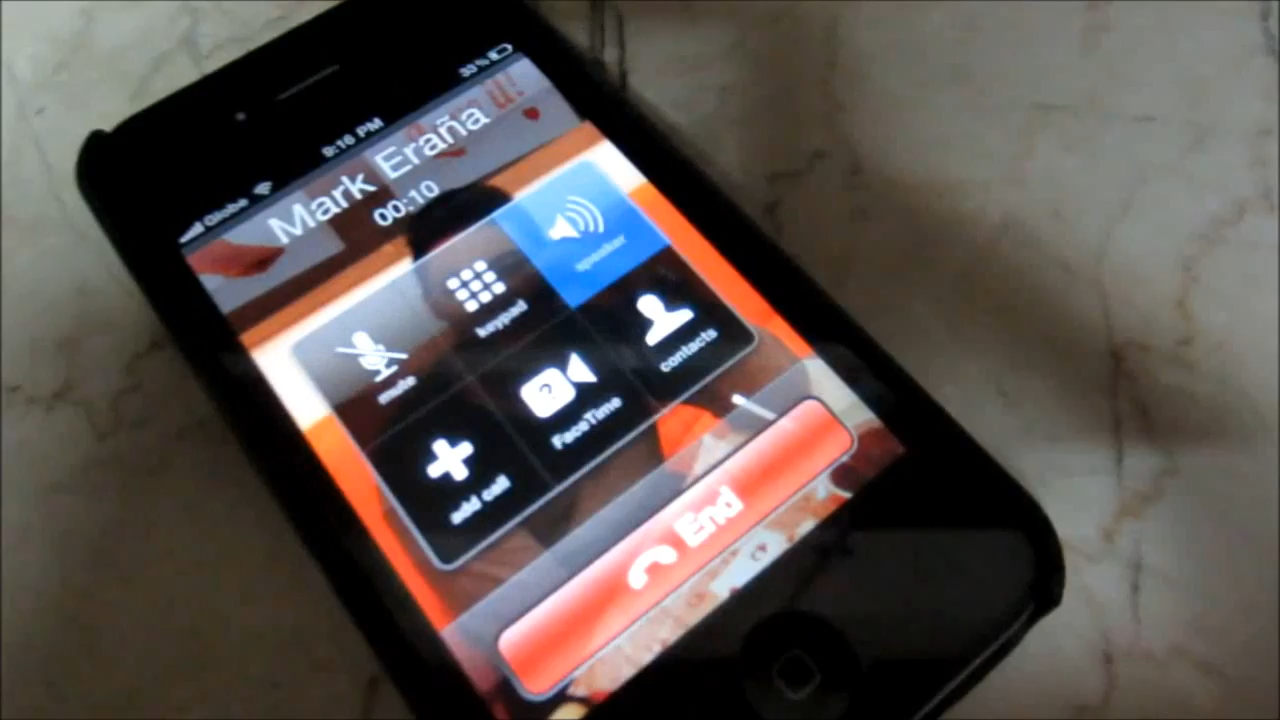 Globe 9:16 PM 33%
Mark Eraña
00:10
mute keypad speaker
add call FaceTime contacts
End